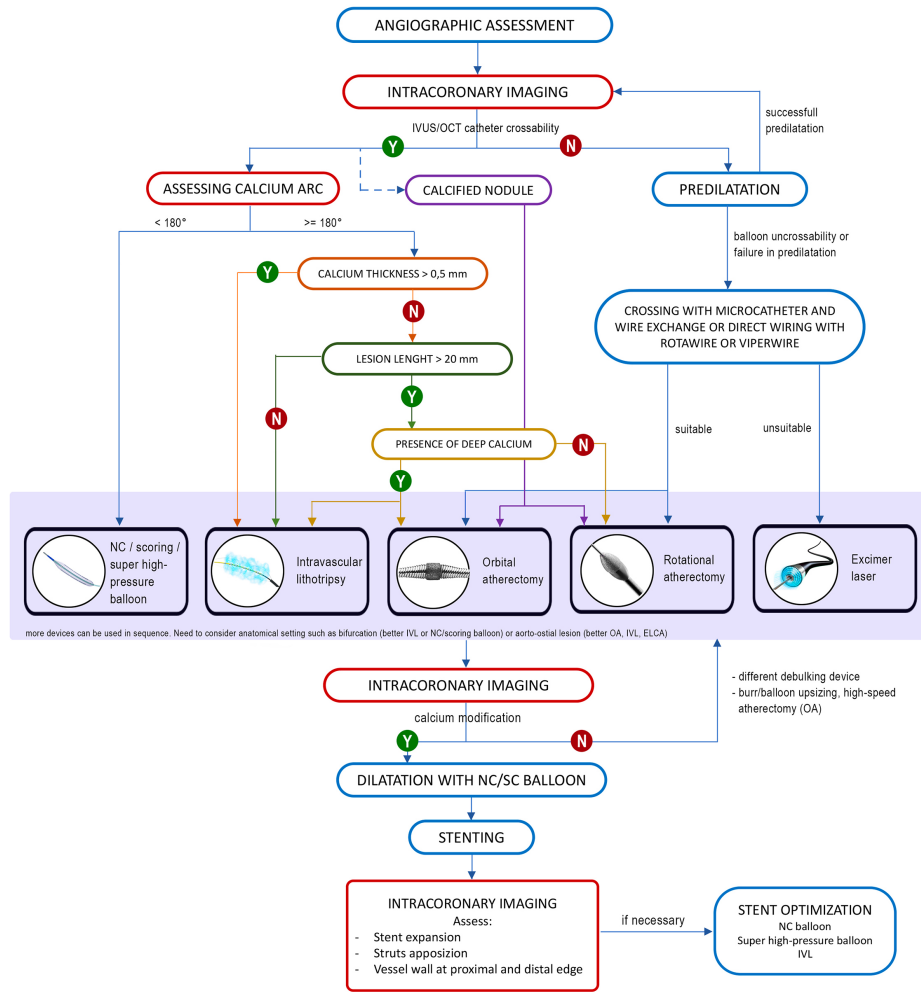 ANGIOGRAPHIC ASSESSMENT
INTRACORONARY IMAGING
successfull
predilatation
IVUS/OCT catheter crossability
Y
N
ASSESSING CALCIUM ARC
CALCIFIED NODULE
PREDILATATION
< 180°
>= 180°
balloon uncrossability or
failure in predilatation
Y
CALCIUM THICKNESS > 0,5 mm
N
CROSSING WITH MICROCATHETER AND
WIRE EXCHANGE OR DIRECT WIRING WITH
ROTAWIRE OR VIPERWIRE
LESION LENGHT > 20 mm
Y
N
suitable
unsuitable
PRESENCE OF DEEP CALCIUM
N
Y
NC / scoring /
super high-
pressure
balloon
Intravascular
lithotripsy
Orbital
atherectomy
Rotational
atherectomy
Excimer
laser
more devices can be used in sequence. Need to consider anatomical setting such as bifurcation (better IVL or NC/scoring balloon) or aorto-ostial lesion (better OA, IVL, ELCA)
INTRACORONARY IMAGING
- different debulking device
- burr/balloon upsizing, high-speed
atherectomy (OA)
calcium modification
Y
N
DILATATION WITH NC/SC BALLOON
STENTING
INTRACORONARY IMAGING
Assess:
- Stent expansion
- Struts apposizion
- Vessel wall at proximal and distal edge
if necessary
STENT OPTIMIZATION
NC balloon
Super high-pressure balloon
IVL